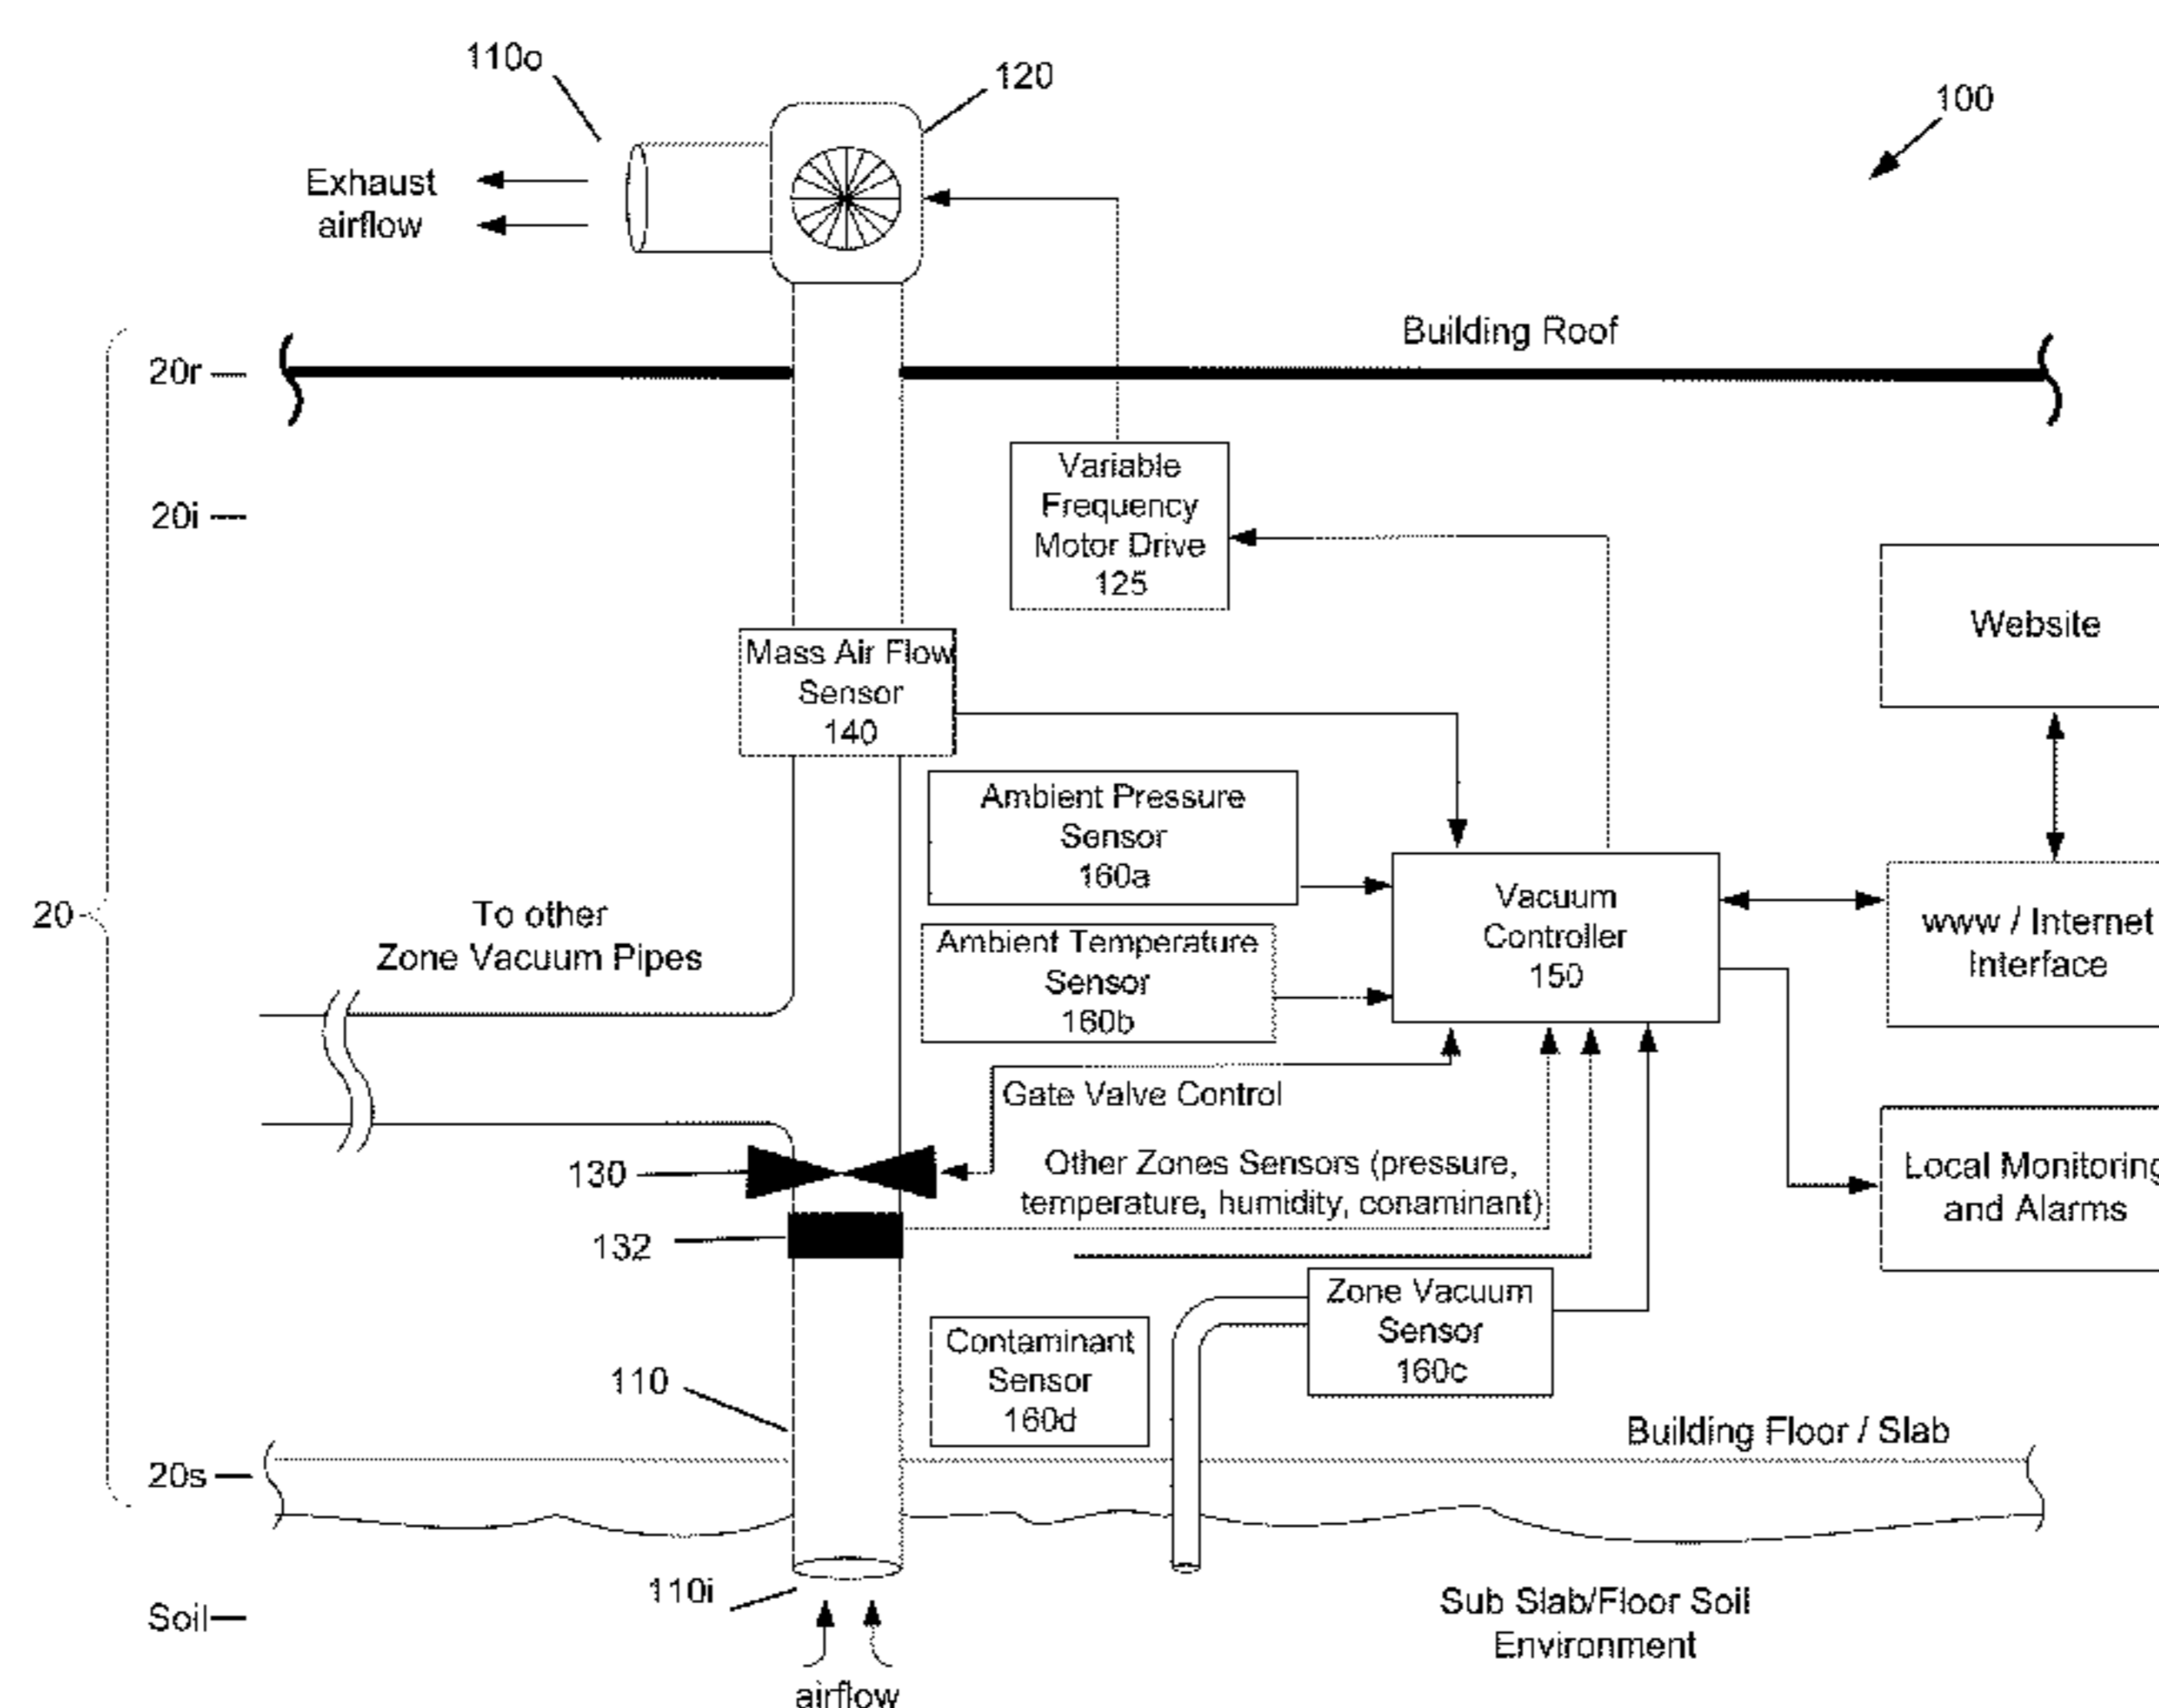 110o
120
100
Exhaust
airflow
Building Roof
20r
20i
Variable
Frequency
Motor Drive
125
Website
Mass Air Flow
Sensor
140
Ambient Pressure
Sensor
160a
20
To other
Zone Vacuum Pipes
Vacuum
Controller
150
www / Internet
Interface
Ambient Temperature
Sensor
160b
Gate Valve Control
130
Other Zones Sensors (pressure,
temperature, humidity, conaminant)
Local Monitoring
and Alarms
132
Zone Vacuum
Sensor
160c
Contaminant
Sensor
160d
110
Building Floor / Slab
20s
110i
Soil
Sub Slab/Floor Soil
Environment
airflow